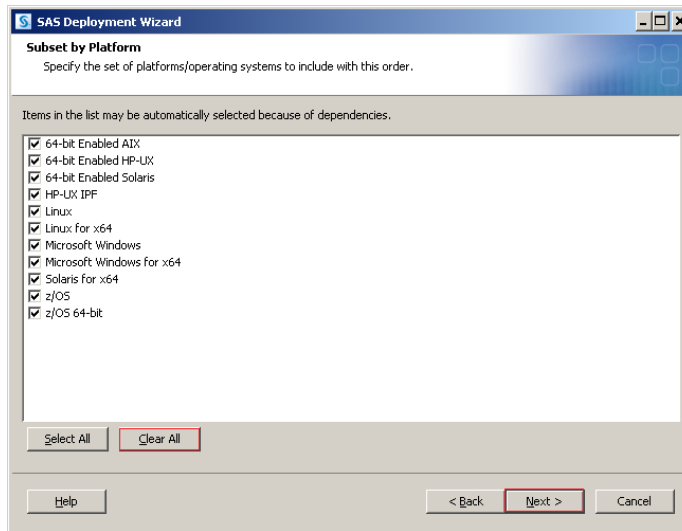 SAS Deployment Wizard
Subset by Platform
Specify the set of platforms/operating systems to include with this order.
Items in the list may be automatically selected because of dependencies.
64-bit Enabled AIX
64-bit Enabled HP-UX
64-bit Enabled Solaris
HP-UX IPF
Linux
Linux for x64
Microsoft Windows
Microsoft Windows for x64
Solaris for x64
z/OS
z/OS 64-bit
Select All Clear All
Help < Back Next > Cancel